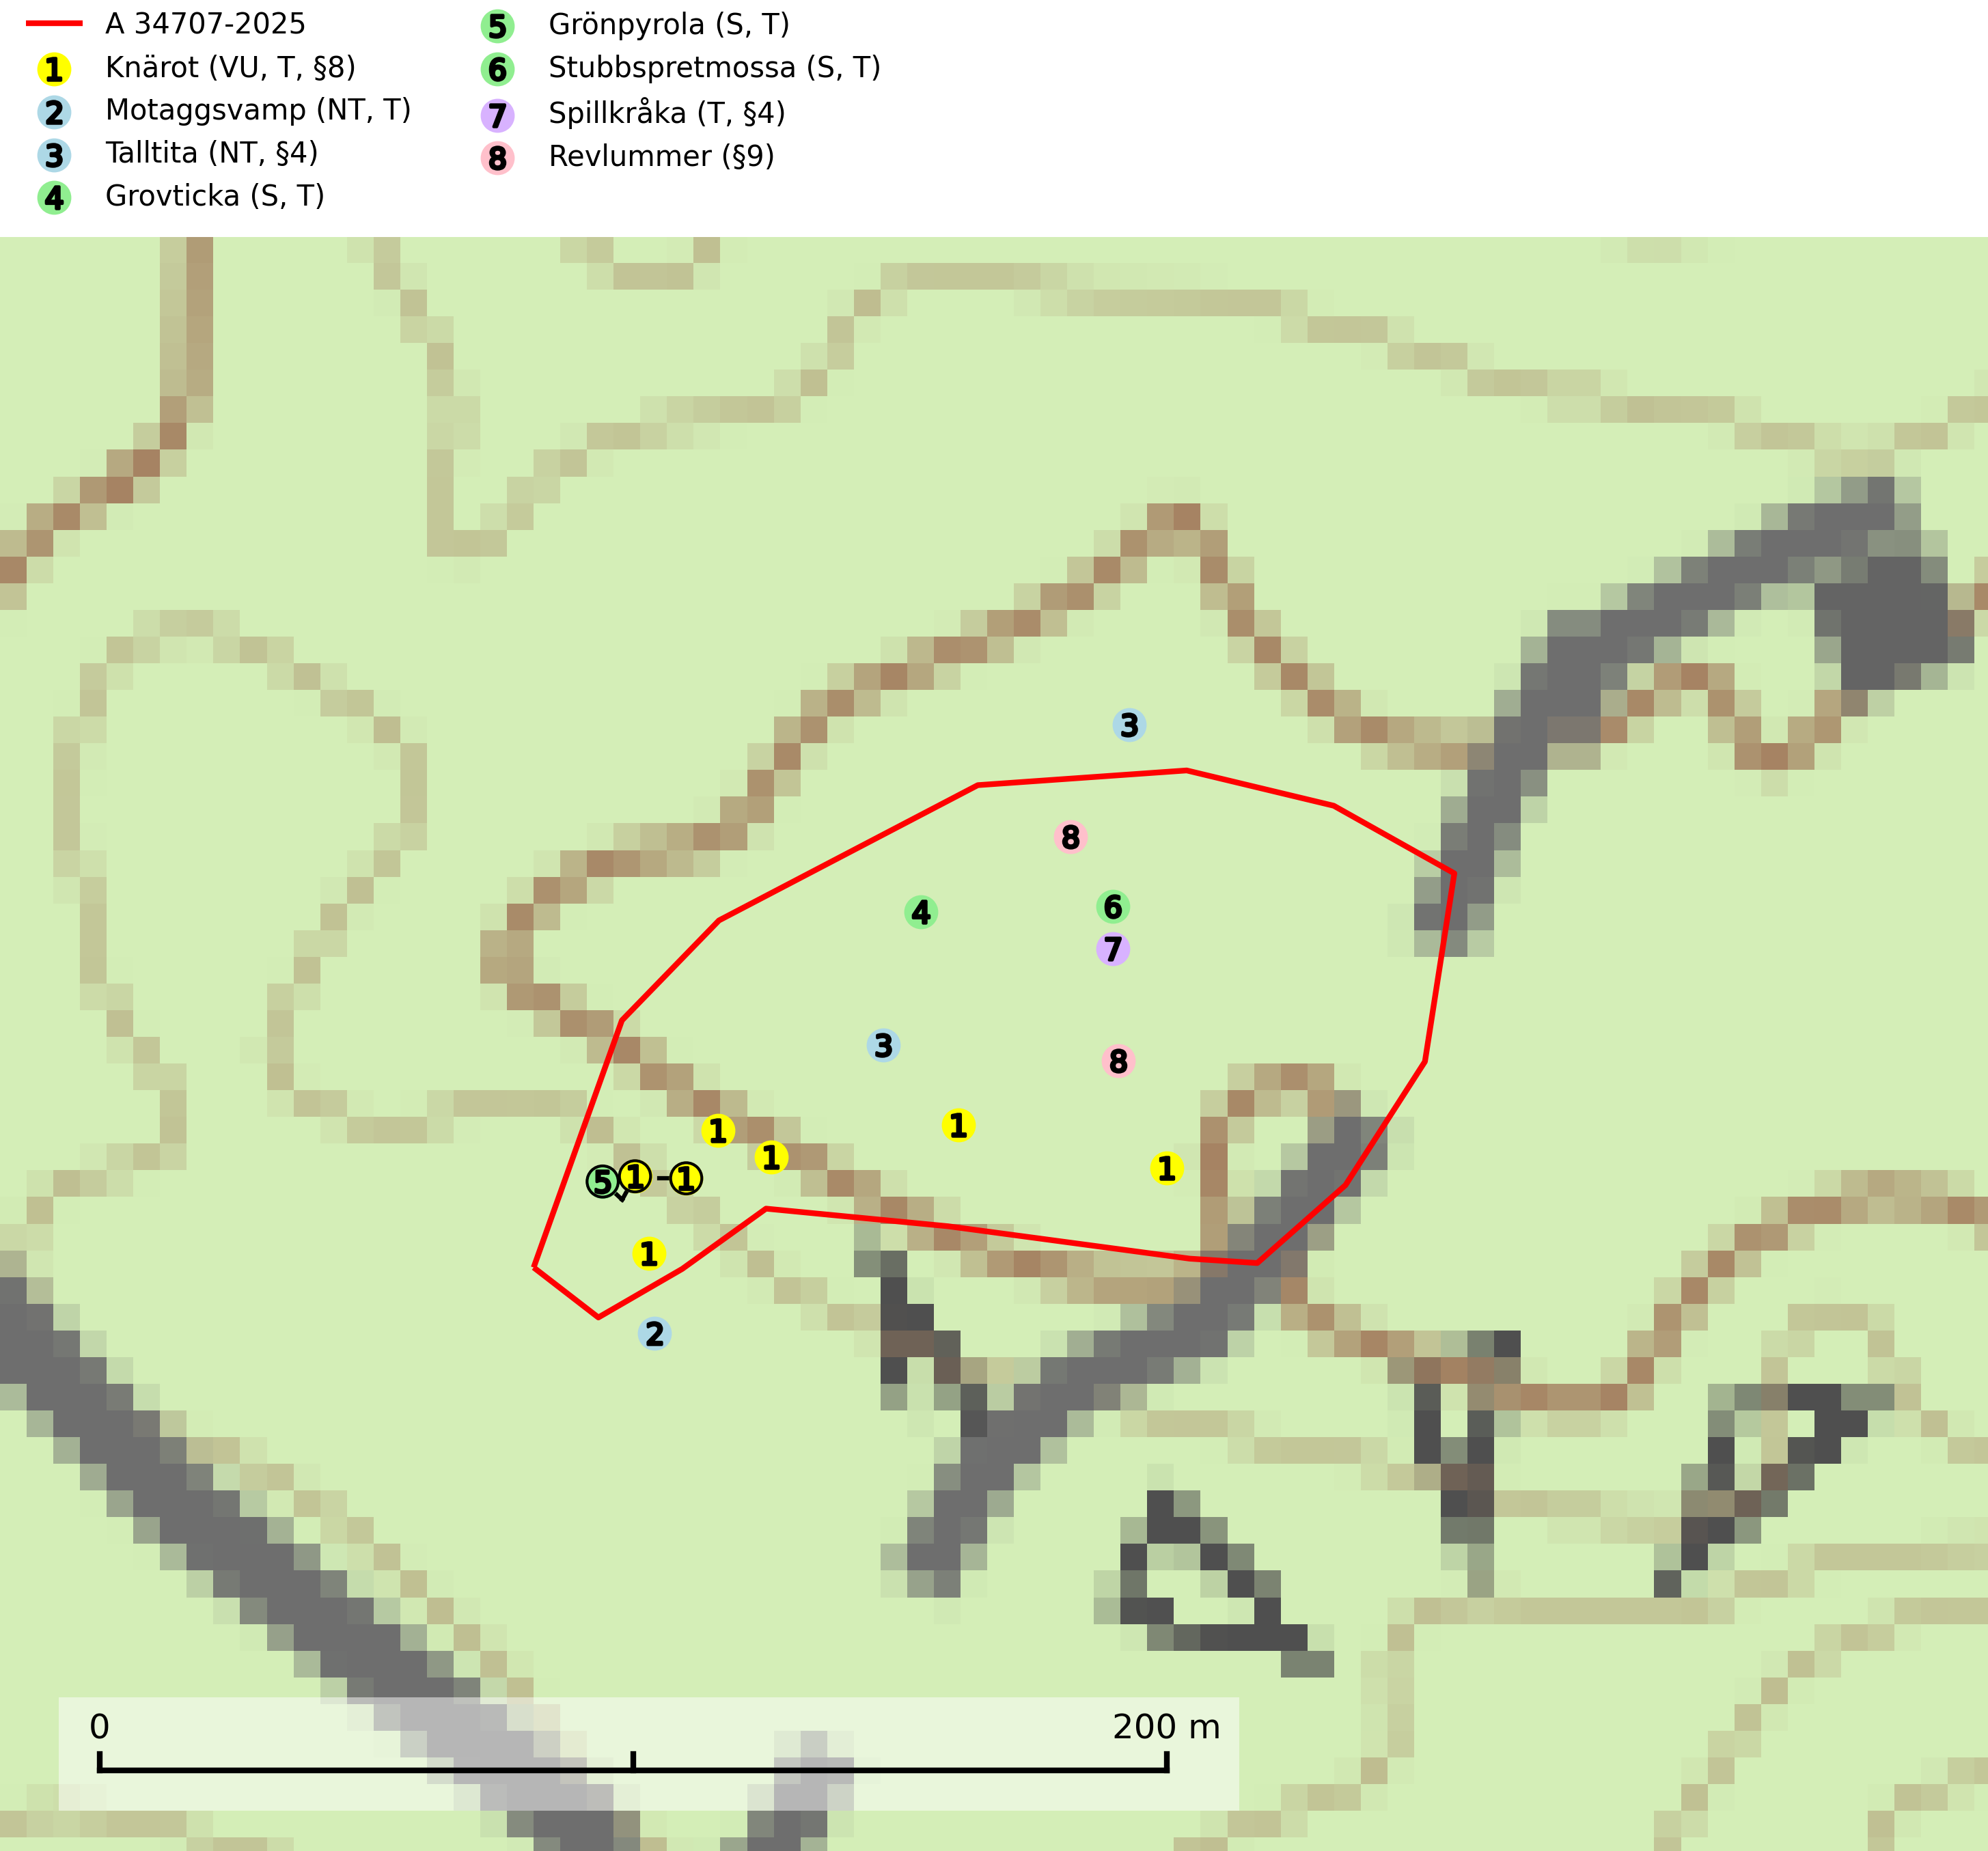 A 34707-2025
1 Knärot (VU, T, §8)
2 Motaggsvamp (NT, T)
3 Talltita (NT, §4)
4 Grovticka (S, T)
5 Grönpyrola (S, T)
6 Stubbspretmossa (S, T)
7 Spillkråka (T, §4)
8 Revlummer (§9)
3
8
4
6
7
3
8
1
1
1
1
5 1 1
1
2
0 200 m